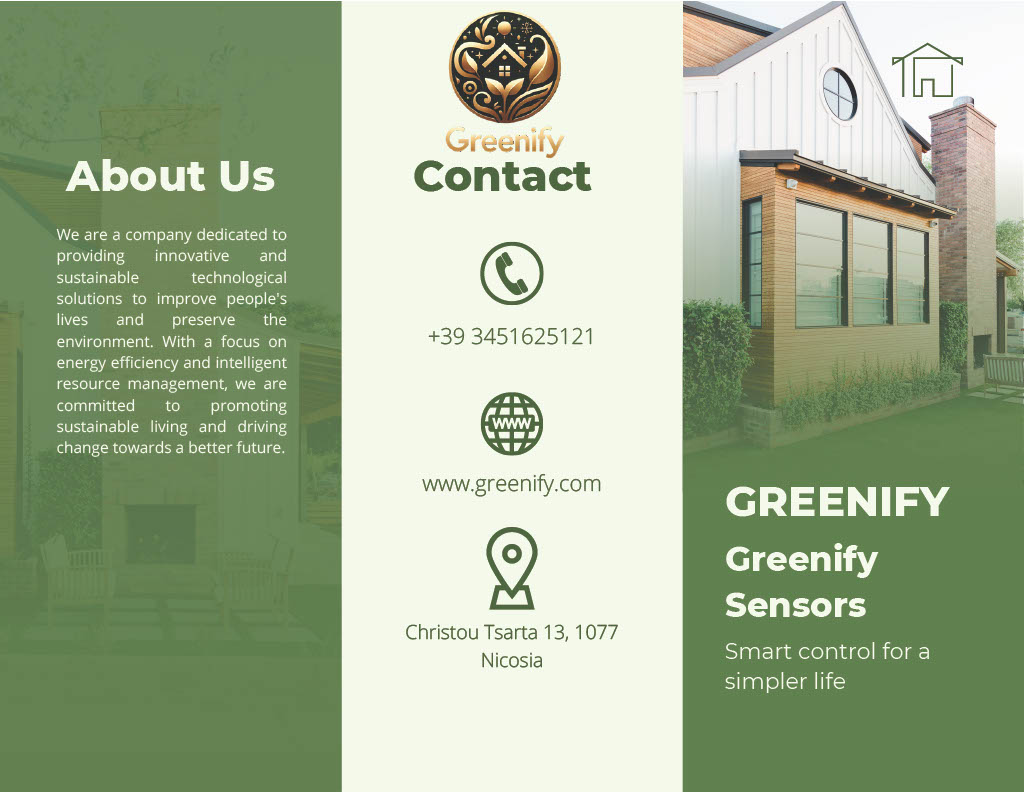 About Us
We are a company dedicated to
providing innovative and
sustainable technological
solutions to improve people's
lives and preserve the
environment. With a focus on
energy efficiency and intelligent
resource management, we are
committed to promoting
sustainable living and driving
change towards a better future.
Greenify
Contact
+39 3451625121
www
www.greenify.com
Christou Tsarta 13, 1077
Nicosia
GREENIFY
Greenify
Sensors
Smart control for a
simpler life